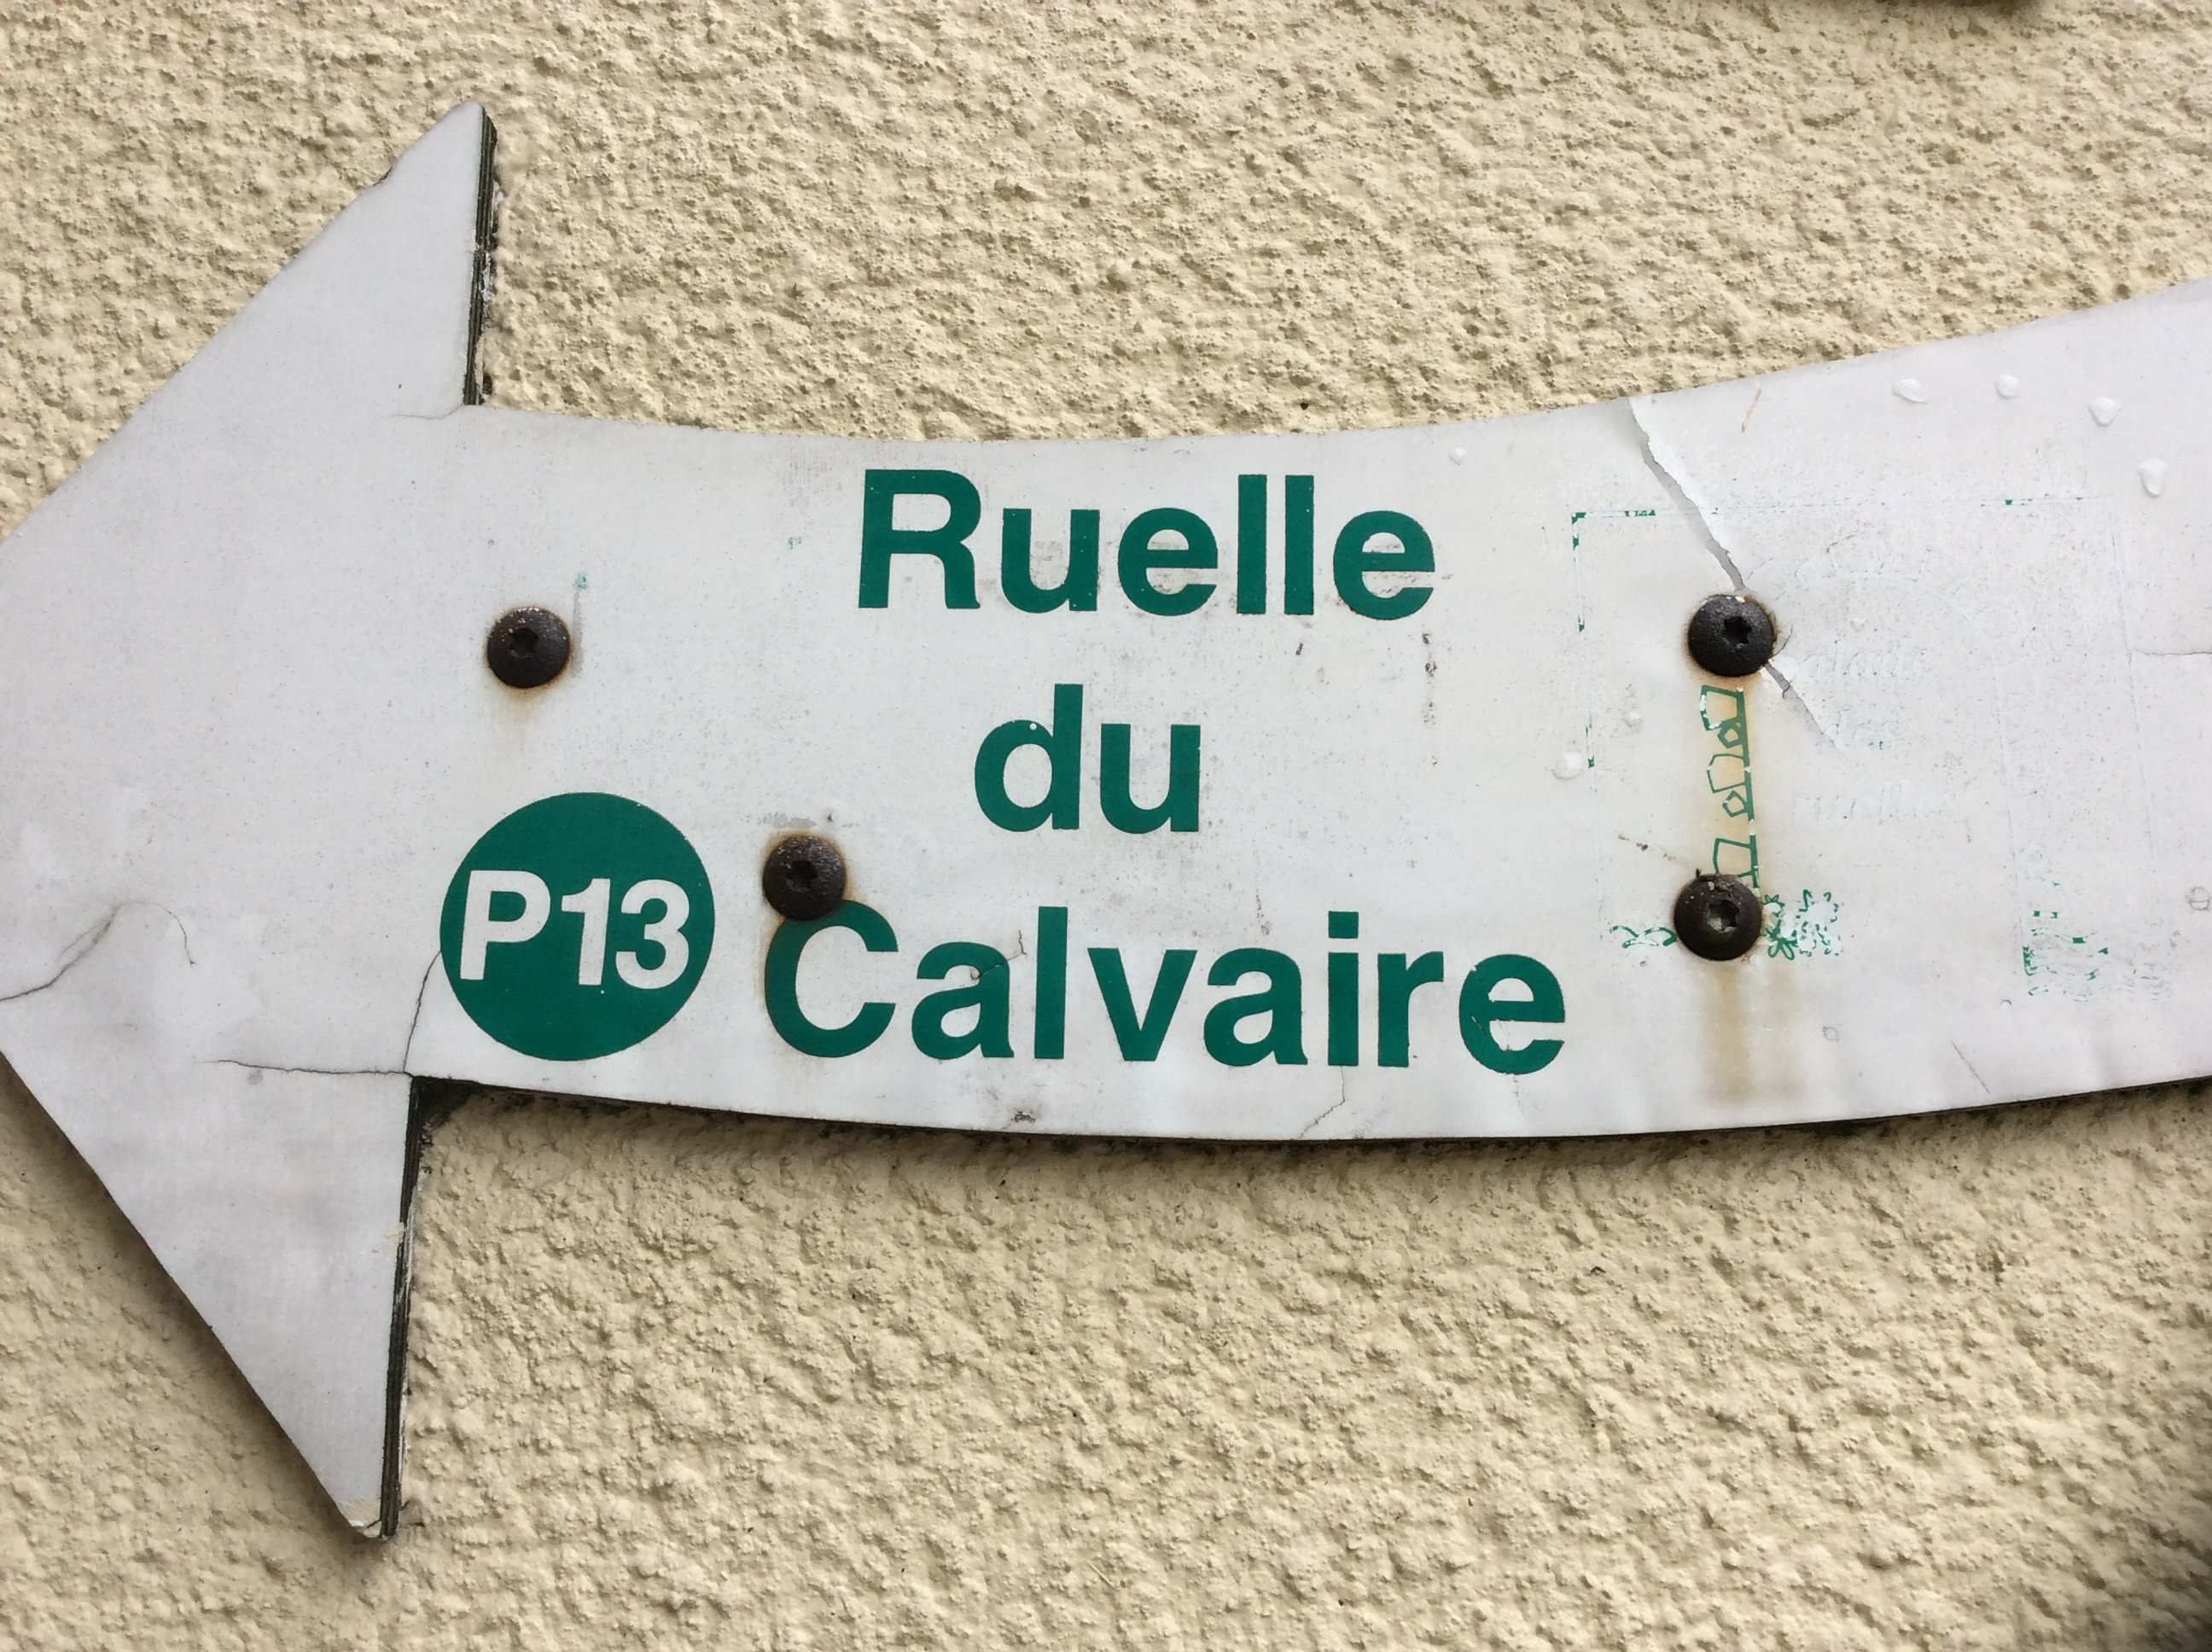 Ruelle
du
P13 Calvaire